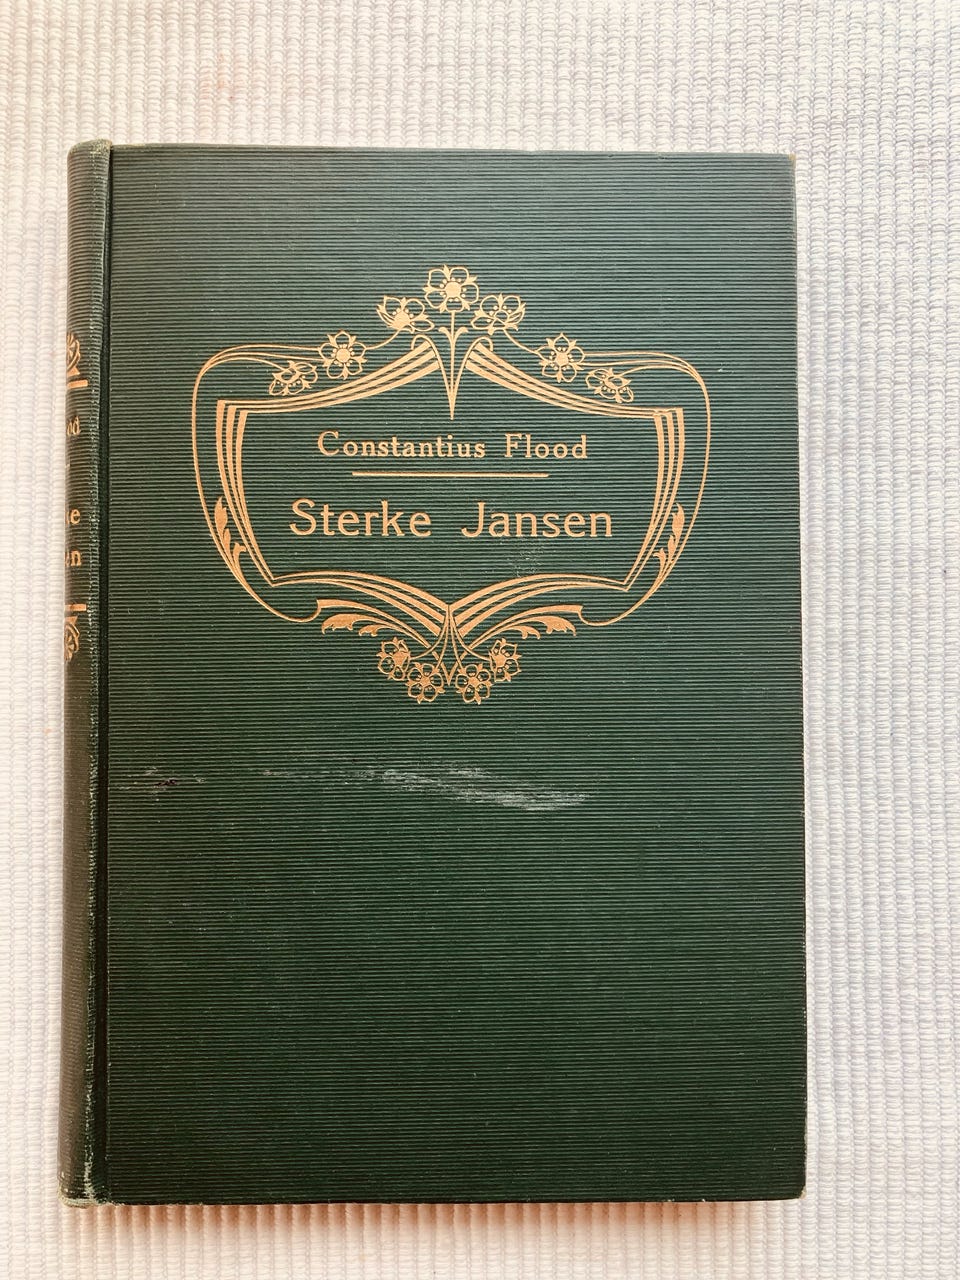 Constantius Flood
Sterke Jansen